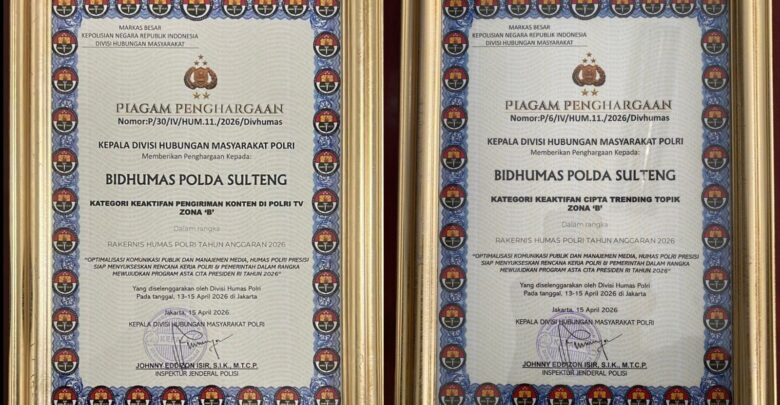 MARKAS BESAR
KEPOLISIAN NEGARA REPUBLIK INDONESIA
DIVISI HUBUNGAN MASYARAKAT
PIAGAM PENGHARGAAN
Nomor:P/30/IV/HUM.11./2026/Divhumas
KEPALA DIVISI HUBUNGAN MASYARAKAT POLRI
Memberikan Penghargaan Kepada:
BIDHUMAS POLDA SULTENG
KATEGORI KEAKTIFAN PENGIRIMAN KONTEN DI POLRI TV
ZONA 'B'
Dalam rangka
RAKERNIS HUMAS POLRI TAHUN ANGGARAN 2026
"OPTIMALISASI KOMUNIKASI PUBLIK DAN MANAJEMEN MEDIA, HUMAS POLRI PRESISI
SIAP MENYUKSESKAN RENCANA KERJA POLRI & PEMERINTAH DALAM RANGKA
MEWUJUDKAN PROGRAM ASTA CITA PRESIDEN RI TAHUN 2026"
Yang diselenggarakan oleh Divisi Humas Polri
Pada tanggal, 13-15 April 2026 di Jakarta
Jakarta, 15 April 2026
KEPALA DIVISI HUBUNGAN MASYARAKAT POLRI
JOHNNY EDDIZON ISIR, S.I.K., M.T.C.P.
INSPEKTUR JENDERAL POLISI
MARKAS BESAR
KEPOLISIAN NEGARA REPUBLIK INDONESIA
DIVISI HUBUNGAN MASYARAKAT
PIAGAM PENGHARGAAN
Nomor:P/6/IV/HUM.11./2026/Divhumas
KEPALA DIVISI HUBUNGAN MASYARAKAT POLRI
Memberikan Penghargaan Kepada:
BIDHUMAS POLDA SULTENG
KATEGORI KEAKTIFAN CIPTA TRENDING TOPIK
ZONA 'B'
Dalam rangka
RAKERNIS HUMAS POLRI TAHUN ANGGARAN 2026
"OPTIMALISASI KOMUNIKASI PUBLIK DAN MANAJEMEN MEDIA, HUMAS POLRI PRESISI
SIAP MENYUKSESKAN RENCANA KERJA POLRI & PEMERINTAH DALAM RANGKA
MEWUJUDKAN PROGRAM ASTA CITA PRESIDEN RI TAHUN 2026"
Yang diselenggarakan oleh Divisi Humas Polri
Pada tanggal, 13-15 April 2026 di Jakarta
Jakarta, 15 April 2026
KEPALA DIVISI HUBUNGAN MASYARAKAT POLRI
JOHNNY EDDIZON ISIR, S.I.K., M.T.C.P.
INSPEKTUR JENDERAL POLISI